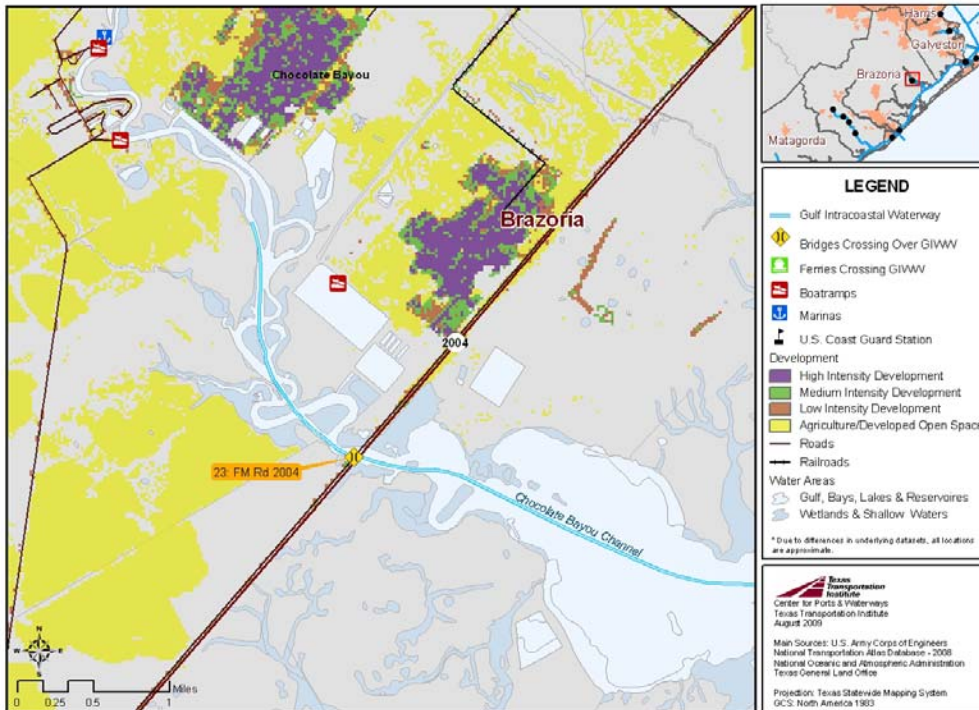 Chocolate Bayou
Brazoria
2004
23: FM Rd 2004
Chocolate Bayou Channel
N
W E
S
0 0.25 0.5 1
Miles
Harris
Galveston
Brazoria
Matagorda
LEGEND
Gulf Intracoastal Waterway
Bridges Crossing Over GIWW
Ferries Crossing GIWW
Boatramps
Marinas
U.S. Coast Guard Station
Development
High Intensity Development
Medium Intensity Development
Low Intensity Development
Agriculture/Developed Open Space
Roads
Railroads
Water Areas
Gulf, Bays, Lakes & Reservoires
Wetlands & Shallow Waters
* Due to differences in underlying datasets, all locations
are approximate.
Texas
Transportation
Institute
Center for Ports & Waterways
Texas Transportation Institute
August 2009
Main Sources: U.S. Army Corps of Engineers
National Transportation Atlas Database - 2008
National Oceanic and Atmospheric Administration
Texas General Land Office
Projection: Texas Statewide Mapping System
GCS: North America 1983